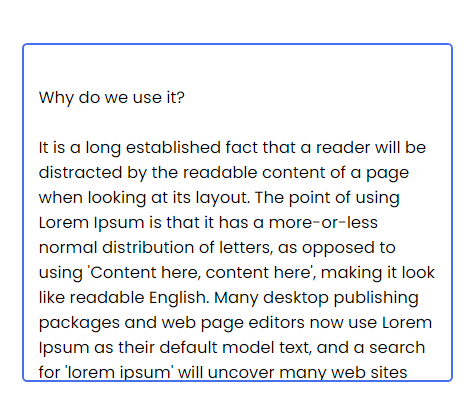 Why do we use it?
It is a long established fact that a reader will be
distracted by the readable content of a page
when looking at its layout. The point of using
Lorem Ipsum is that it has a more-or-less
normal distribution of letters, as opposed to
using 'Content here, content here', making it look
like readable English. Many desktop publishing
packages and web page editors now use Lorem
Ipsum as their default model text, and a search
for 'lorem ipsum' will uncover many web sites